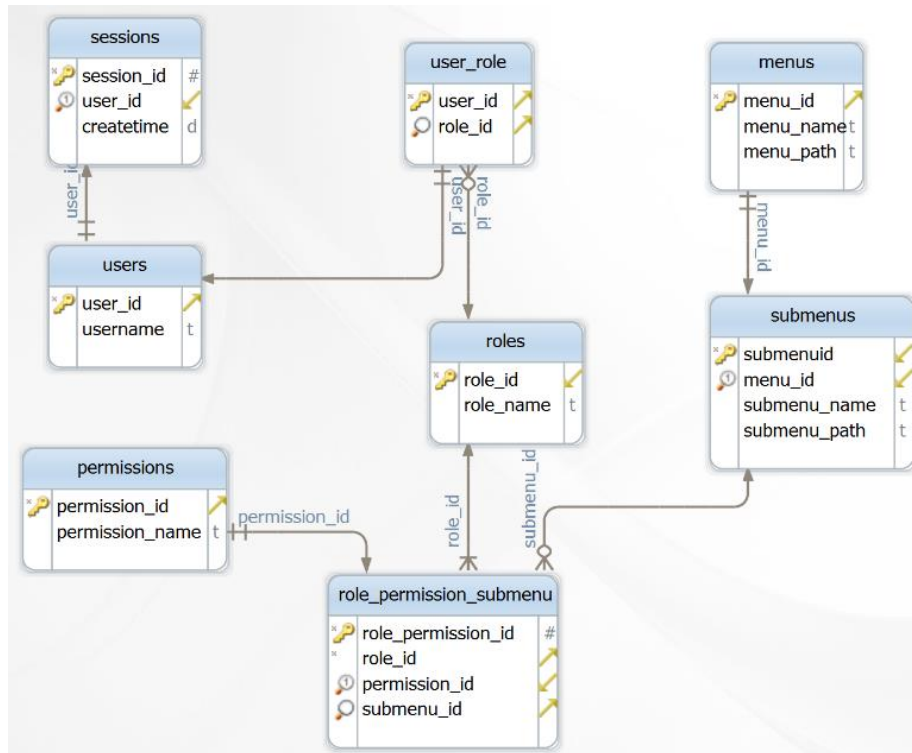 sessions
session_id #
user_id
createtime d
user_id
users
user_id
username t
user_role
user_id
role_id
user_id
role_id
roles
role_id
role_name t
menus
menu_id
menu_name t
menu_path t
menu_id
submenus
submenuid
menu_id
submenu_name t
submenu_path t
permissions
permission_id
permission_name t
permission_id
role_id
submenu_id
role_permission_submenu
role_permission_id #
role_id
permission_id
submenu_id